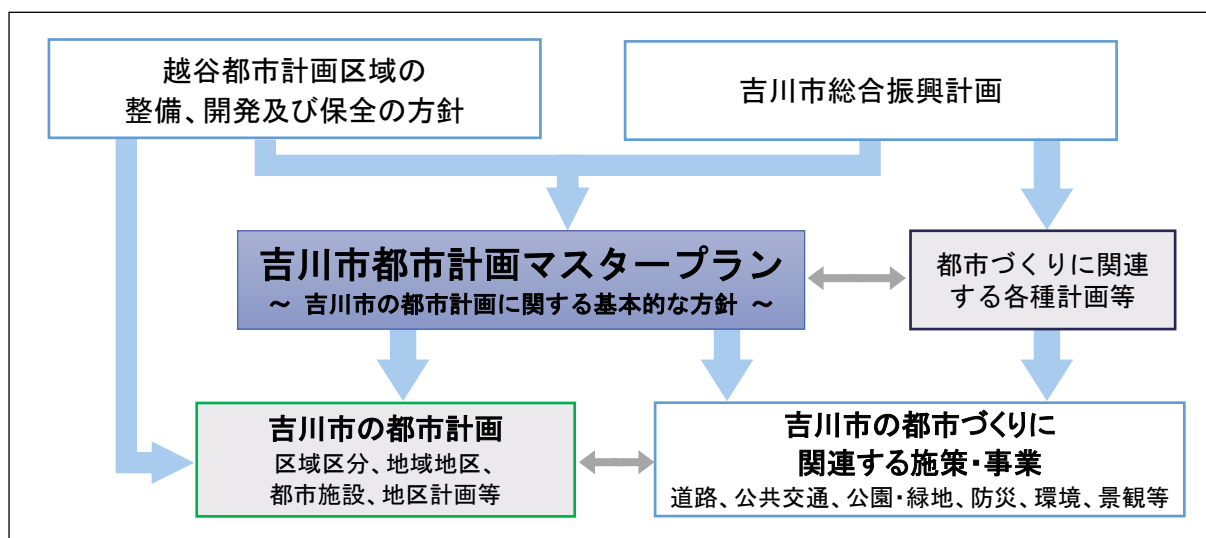 越谷都市計画区域の
整備、開発及び保全の方針
吉川市総合振興計画
吉川市都市計画マスタープラン
~ 吉川市の都市計画に関する基本的な方針 ~
都市づくりに関連
する各種計画等
吉川市の都市計画
区域区分、地域地区、
都市施設、地区計画等
吉川市の都市づくりに
関連する施策・事業
道路、公共交通、公園・緑地、防災、環境、景観等